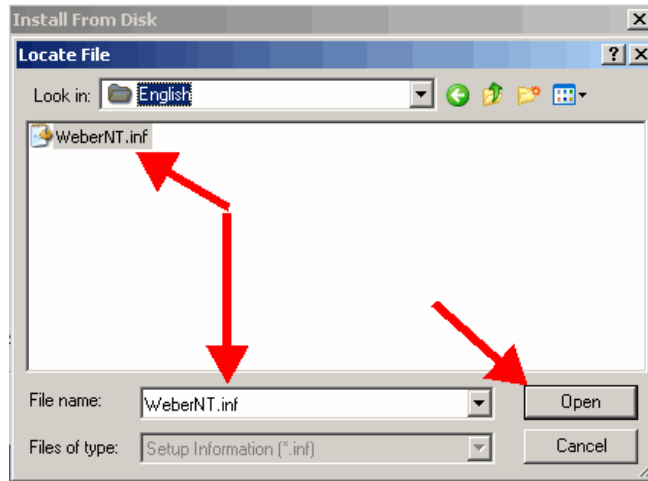 Install From Disk
Locate File
Look in: English
WeberNT.inf
File name: WeberNT.inf Open
Files of type: Setup Information (*.inf) Cancel